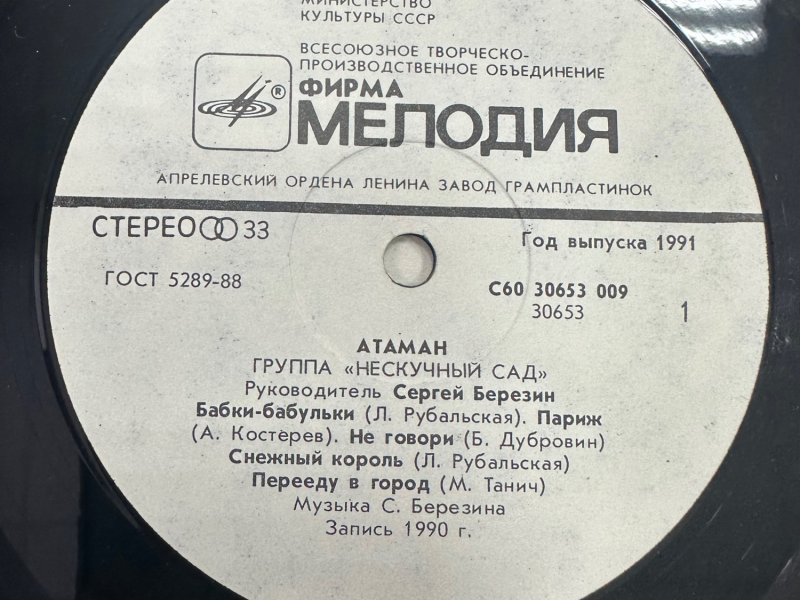 МИНИСТЕРСТВО
КУЛЬТУРЫ СССР
ВСЕСОЮЗНОЕ ТВОРЧЕСКО-
ПРОИЗВОДСТВЕННОЕ ОБЪЕДИНЕНИЕ
® ФИРМА
МЕЛОДИЯ
АПРЕЛЕВСКИЙ ОРДЕНА ЛЕНИНА ЗАВОД ГРАМПЛАСТИНОК
СТЕРЕО 33
Год выпуска 1991
ГОСТ 5289-88
С60 30653 009
30653
1
АТАМАН
ГРУППА «НЕСКУЧНЫЙ САД»
Руководитель Сергей Березин
Бабки-бабульки (Л. Рубальская). Париж
(А. Костерев). Не говори (Б. Дубровин)
Снежный король (Л. Рубальская)
Перееду в город (М. Танич)
Музыка С. Березина
Запись 1990 г.